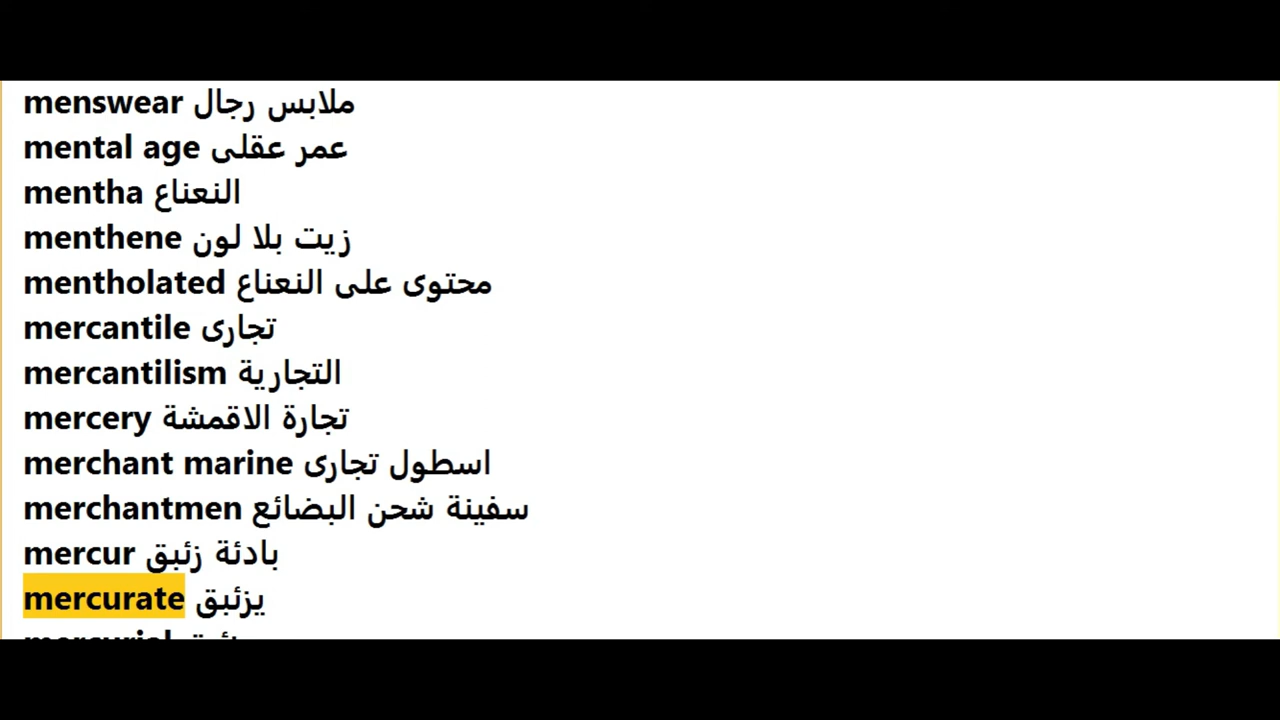 menswear ملابس رجال
mental age عمر عقلى
mentha النعناع
menthene زيت بلا لون
mentholated محتوى على النعناع
mercantile تجارى
mercantilism التجارية
mercery تجارة الاقمشة
merchant marine اسطول تجارى
merchantmen سفينة شحن البضائع
mercur بادئة زئبق
mercurate يزئبق